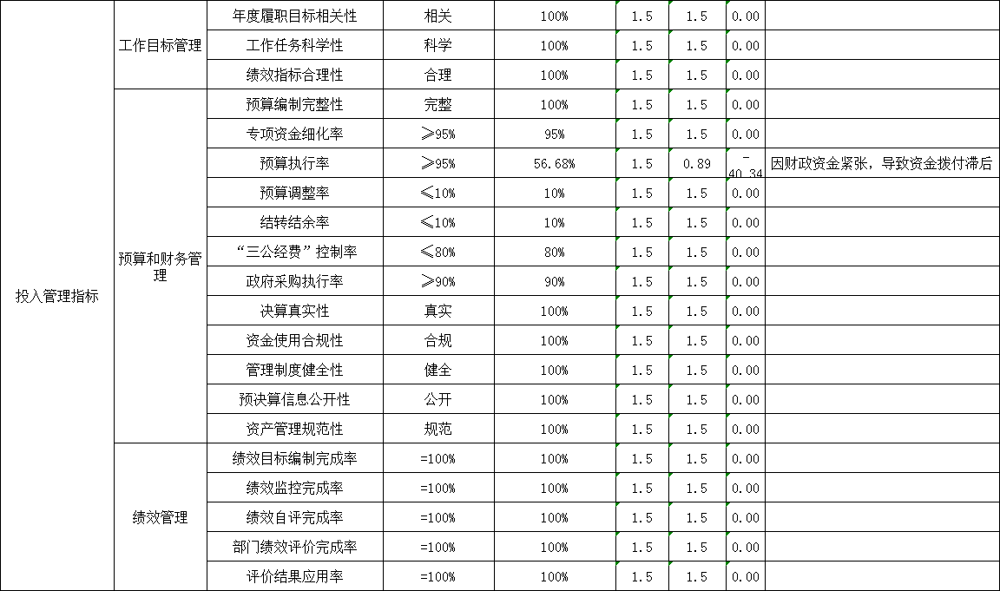 投入管理指标
工作目标管理
年度履职目标相关性 相关 100% 1.5 1.5 0.00
工作任务科学性 科学 100% 1.5 1.5 0.00
绩效指标合理性 合理 100% 1.5 1.5 0.00
预算和财务管
理
预算编制完整性 完整 100% 1.5 1.5 0.00
专项资金细化率 ≥95% 95% 1.5 1.5 0.00
预算执行率 ≥95% 56.68% 1.5 0.89 -
40.34 因财政资金紧张，导致资金拨付滞后
预算调整率 ≤10% 10% 1.5 1.5 0.00
结转结余率 ≤10% 10% 1.5 1.5 0.00
“三公经费”控制率 ≤80% 80% 1.5 1.5 0.00
政府采购执行率 ≥90% 90% 1.5 1.5 0.00
决算真实性 真实 100% 1.5 1.5 0.00
资金使用合规性 合规 100% 1.5 1.5 0.00
管理制度健全性 健全 100% 1.5 1.5 0.00
预决算信息公开性 公开 100% 1.5 1.5 0.00
资产管理规范性 规范 100% 1.5 1.5 0.00
绩效管理
绩效目标编制完成率 =100% 100% 1.5 1.5 0.00
绩效监控完成率 =100% 100% 1.5 1.5 0.00
绩效自评完成率 =100% 100% 1.5 1.5 0.00
部门绩效评价完成率 =100% 100% 1.5 1.5 0.00
评价结果应用率 =100% 100% 1.5 1.5 0.00